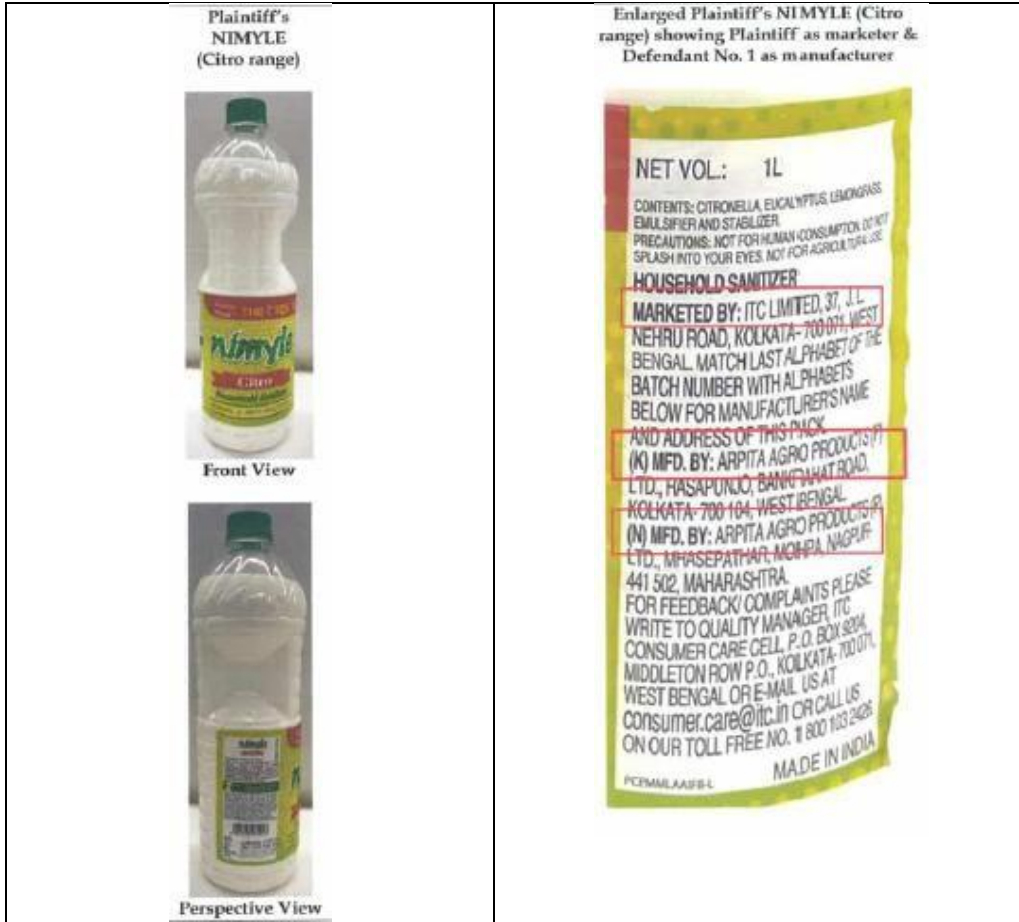 Plaintiff's
NIMYLE
(Citro range)
nimyle
Citro
Household Sanitizer
Front View
nimyle
Perspective View
Enlarged Plaintiff's NIMYLE (Citro
range) showing Plaintiff as marketer &
Defendant No. 1 as manufacturer
NET VOL.: 1L
CONTENTS: CITRONELLA, EUCALYPTUS, LEMONGRASS,
EMULSIFIER AND STABILIZER.
PRECAUTIONS: NOT FOR HUMAN CONSUMPTION. DO NOT
SPLASH INTO YOUR EYES. NOT FOR AGRICULTURAL USE
HOUSEHOLD SANITIZER
MARKETED BY: ITC LIMITED, 37, J.L.
NEHRU ROAD, KOLKATA- 700 071, WEST
BENGAL. MATCH LAST ALPHABET OF THE
BATCH NUMBER WITH ALPHABETS
BELOW FOR MANUFACTURER'S NAME
AND ADDRESS OF THIS PACK
(K) MFD. BY: ARPITA AGRO PRODUCTS (P)
LTD., HASAPUNJO, BANKRAHAT ROAD,
KOLKATA- 700 104, WEST BENGAL
(N) MFD. BY: ARPITA AGRO PRODUCTS (P)
LTD., MHASEPATHAR, MOIHPA, NAGPUR-
441 502, MAHARASHTRA.
FOR FEEDBACK/ COMPLAINTS PLEASE
WRITE TO QUALITY MANAGER, ITC
CONSUMER CARE CELL, P.O. BOX 9204,
MIDDLETON ROW P.O., KOLKATA- 700 071,
WEST BENGAL OR E-MAIL US AT
consumer.care@itc.in OR CALL US
ON OUR TOLL FREE NO. 1 800 103 2426.
MADE IN INDIA